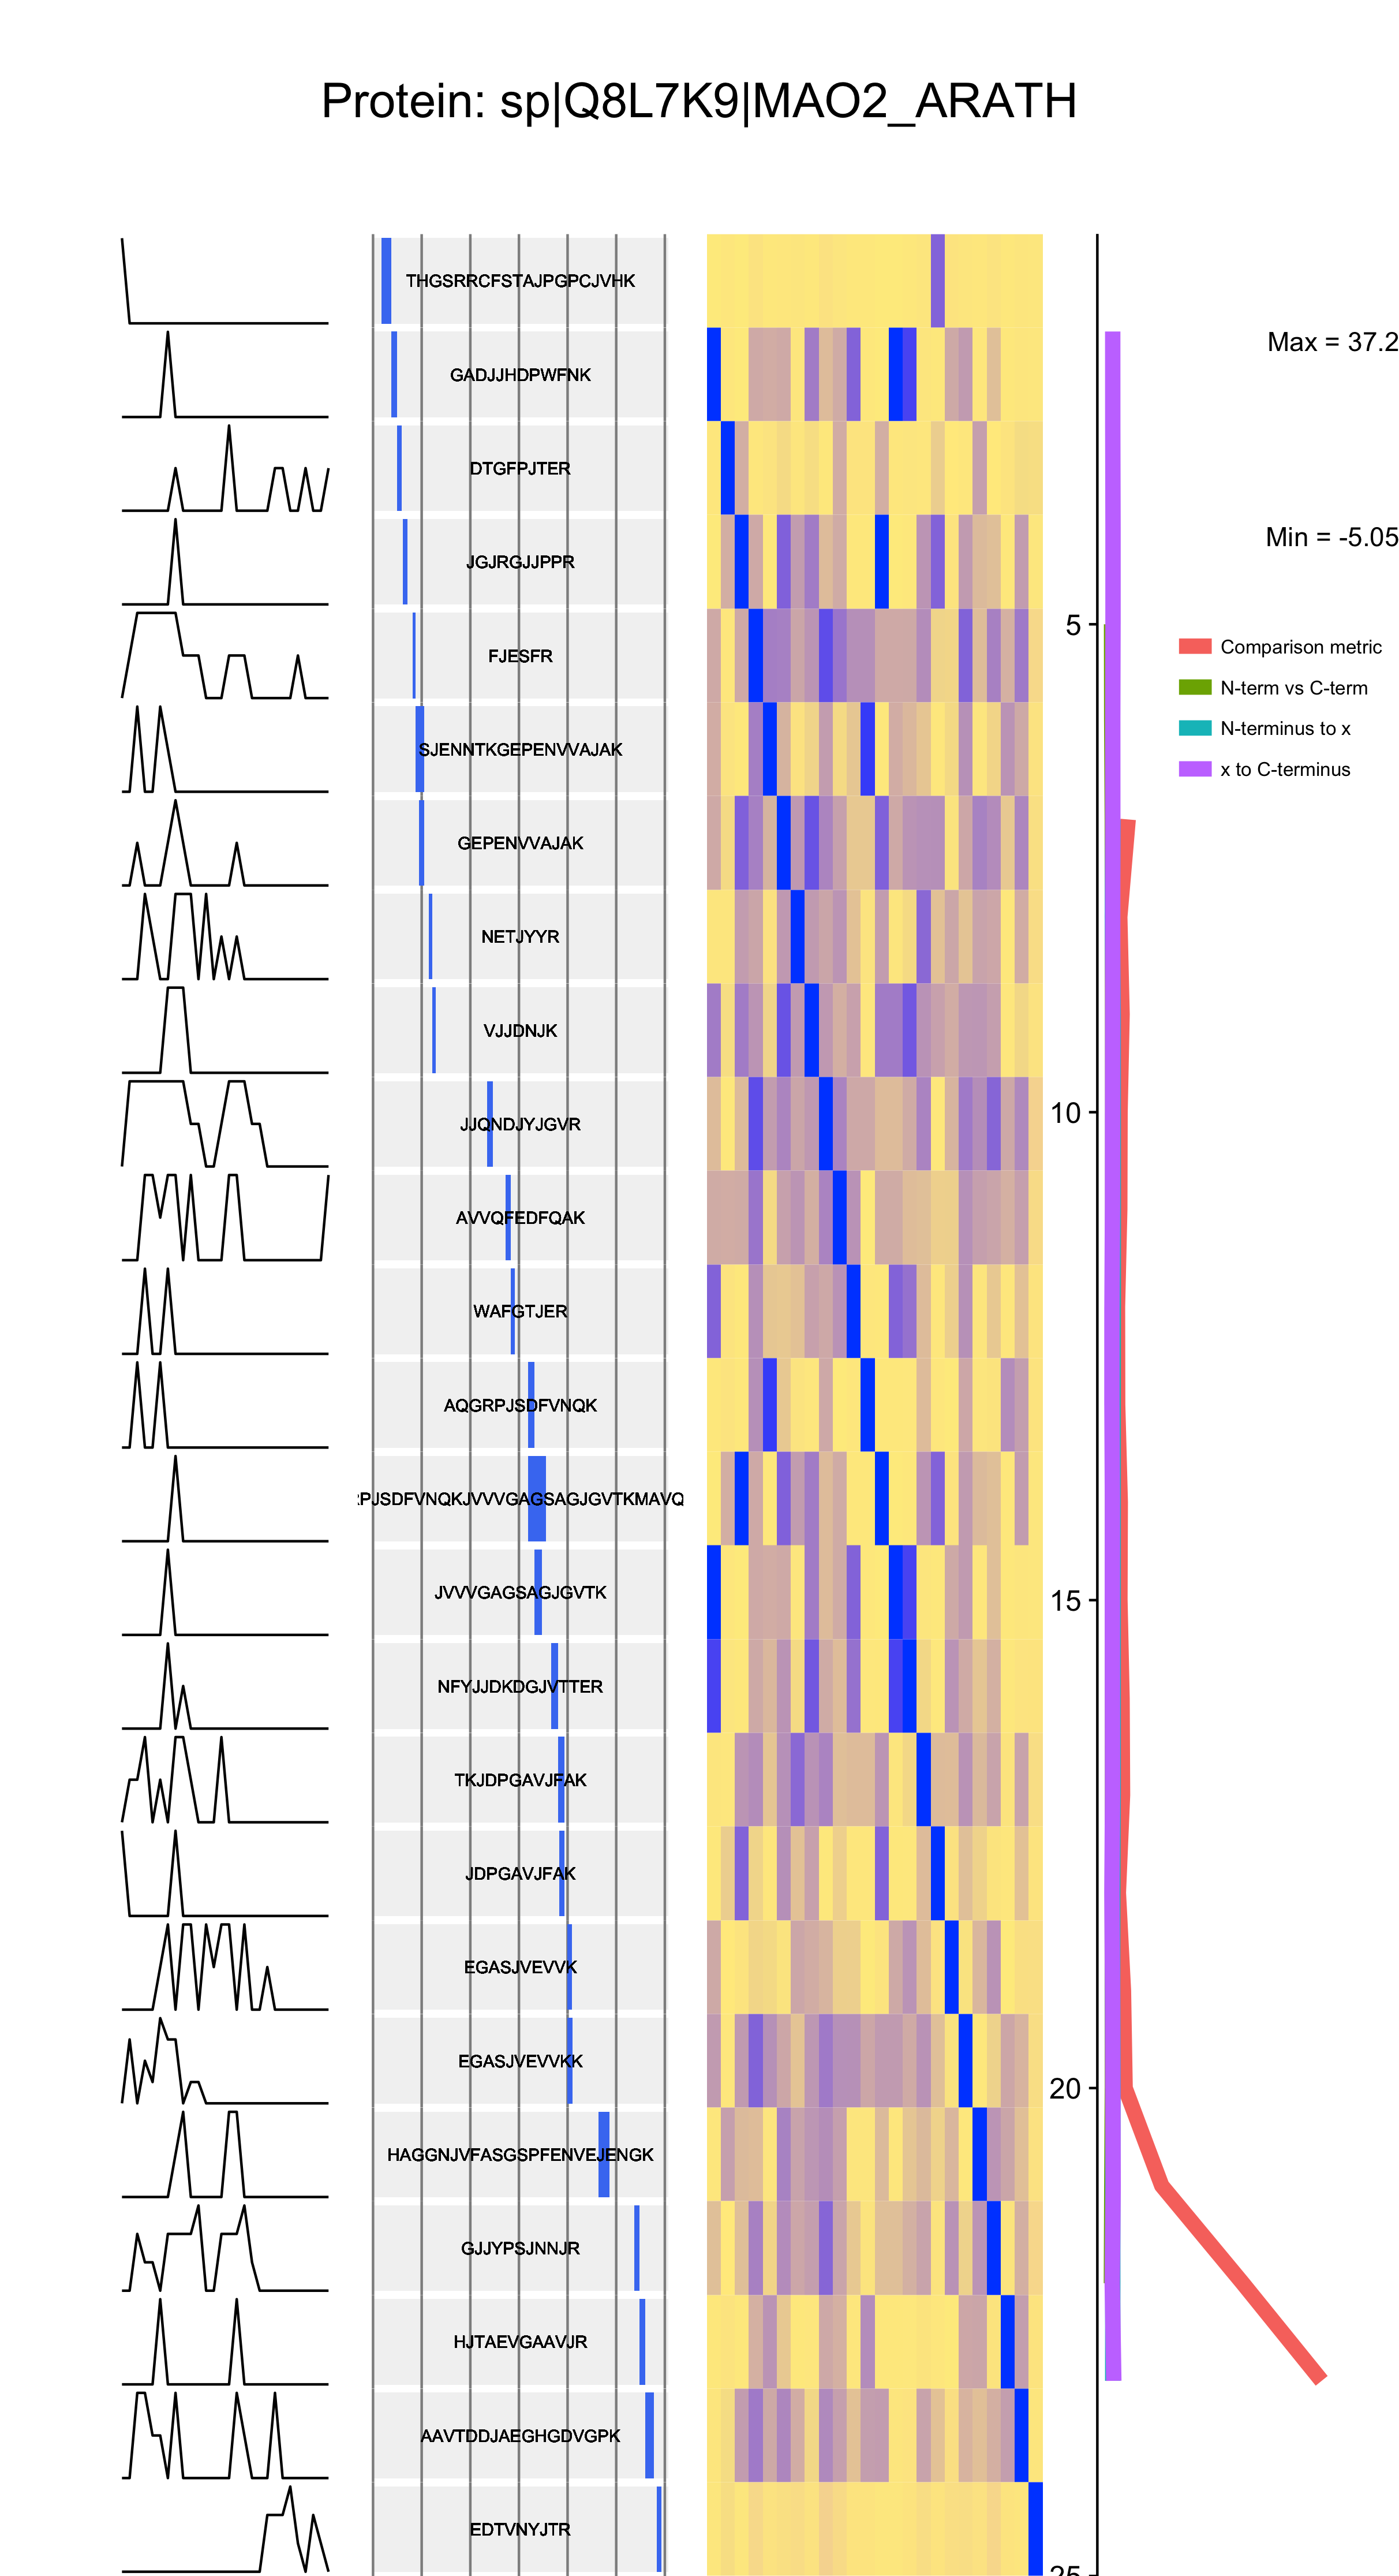 Protein: sp|Q8L7K9|MAO2_ARATH
THGSRRCFSTAJPGPCJVHK
Max = 37.2
GADJJHDPWFNK
DTGFPJTER
Min = -5.05
JGJRGJJPPR
5
Comparison metric
FJESFR
N-term vs C-term
N-terminus to x
SJENNTKGEPENVVAJAK
x to C-terminus
GEPENVVAJAK
NETJYYR
VJJDNJK
10
JJQNDJYJGVR
AVVQFEDFQAK
WAFGTJER
AQGRPJSDFVNQK
PJSDFVNQKJVVVGAGSAGJGVTKMAVQ
15
JVVVGAGSAGJGVTK
NFYJJDKDGJVTTER
TKJDPGAVJFAK
JDPGAVJFAK
EGASJVEVVK
EGASJVEVVKK
20
HAGGNJVFASGSPFENVEJENGK
GJJYPSJNNJR
HJTAEVGAAVJR
AAVTDDJAEGHGDVGPK
EDTVNYJTR
25